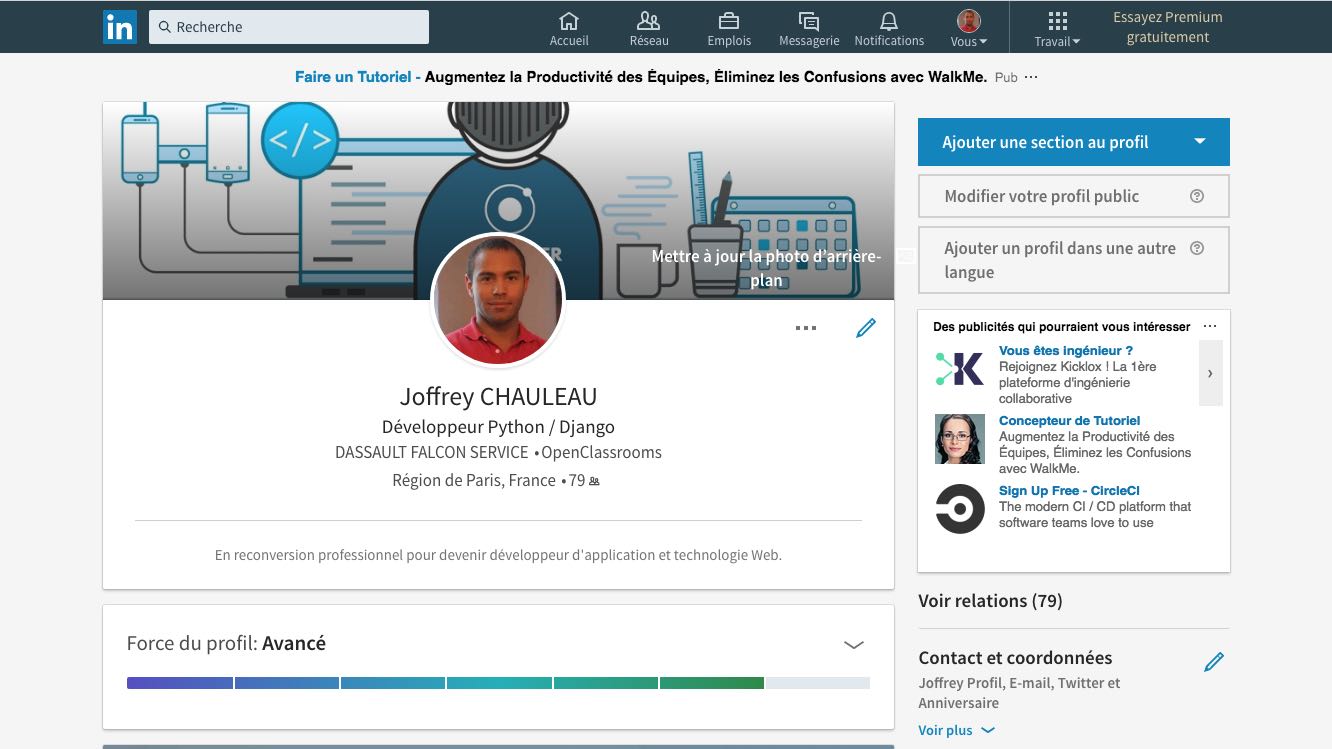 in
Recherche
Accueil
Réseau
Emplois
Messagerie
Notifications
Vous
Travail
Essayez Premium
gratuitement
Faire un Tutoriel - Augmentez la Productivité des Équipes, Éliminez les Confusions avec WalkMe. Pub ···
</>
ER
Mettre à jour la photo d'arrière-
plan
Joffrey CHAULEAU
Développeur Python / Django
DASSAULT FALCON SERVICE • OpenClassrooms
Région de Paris, France • 79
En reconversion professionnel pour devenir développeur d'application et technologie Web.
Force du profil: Avancé
Ajouter une section au profil
Modifier votre profil public
Ajouter un profil dans une autre
langue
Des publicités qui pourraient vous intéresser ···
Vous êtes ingénieur ?
Rejoignez Kicklox ! La 1ère
plateforme d'ingénierie
collaborative
Concepteur de Tutoriel
Augmentez la Productivité des
Équipes, Éliminez les Confusions
avec WalkMe.
Sign Up Free - CircleCI
The modern CI / CD platform that
software teams love to use
Voir relations (79)
Contact et coordonnées
Joffrey Profil, E-mail, Twitter et
Anniversaire
Voir plus